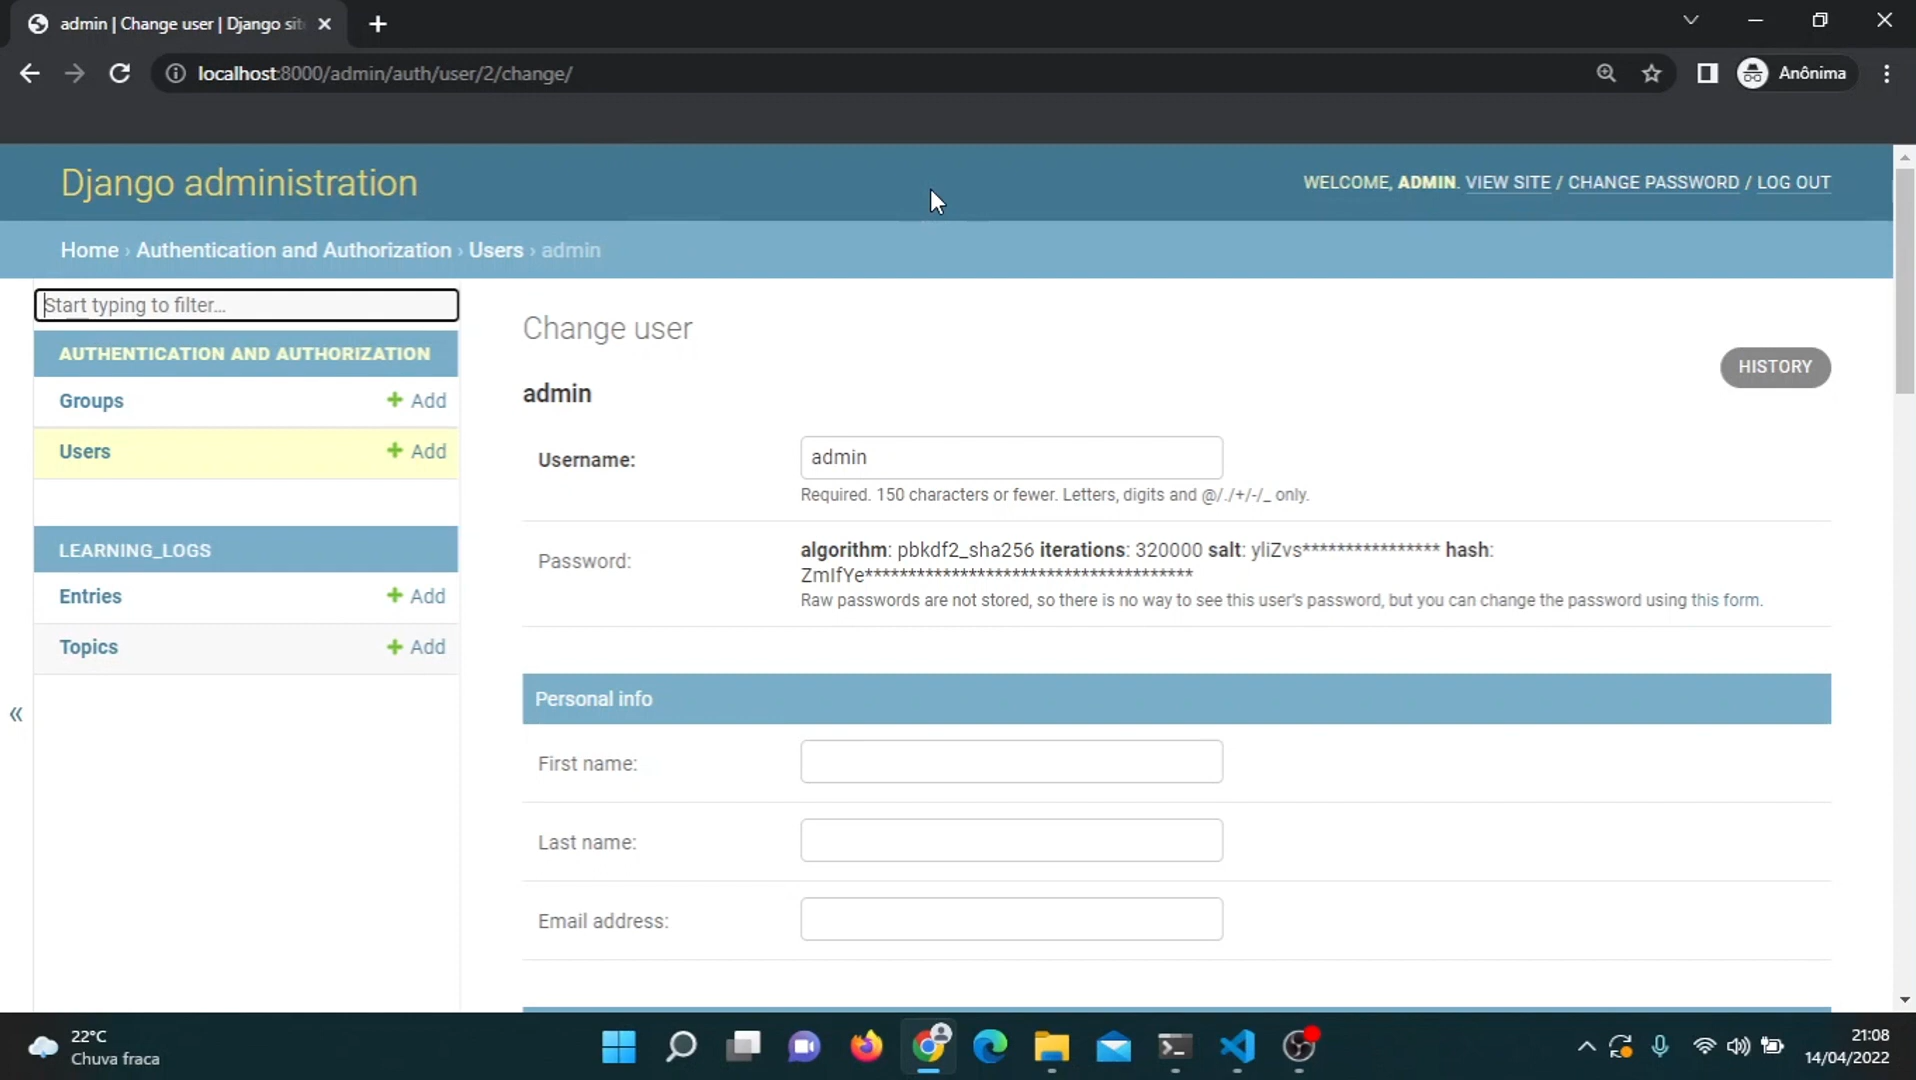 admin | Change user | Django sit
localhost:8000/admin/auth/user/2/change/
Anônima
Django administration
WELCOME, ADMIN. VIEW SITE / CHANGE PASSWORD / LOG OUT
Home › Authentication and Authorization › Users › admin
Start typing to filter...
AUTHENTICATION AND AUTHORIZATION
Groups + Add
Users + Add
LEARNING_LOGS
Entries + Add
Topics + Add
«
Change user
HISTORY
admin
Username: admin
Required. 150 characters or fewer. Letters, digits and @/./+/-/_ only.
Password: algorithm: pbkdf2_sha256 iterations: 320000 salt: yliZvs**************** hash:
ZmIfYe**************************************
Raw passwords are not stored, so there is no way to see this user's password, but you can change the password using this form.
Personal info
First name:
Last name:
Email address:
22°C
Chuva fraca
21:08
14/04/2022